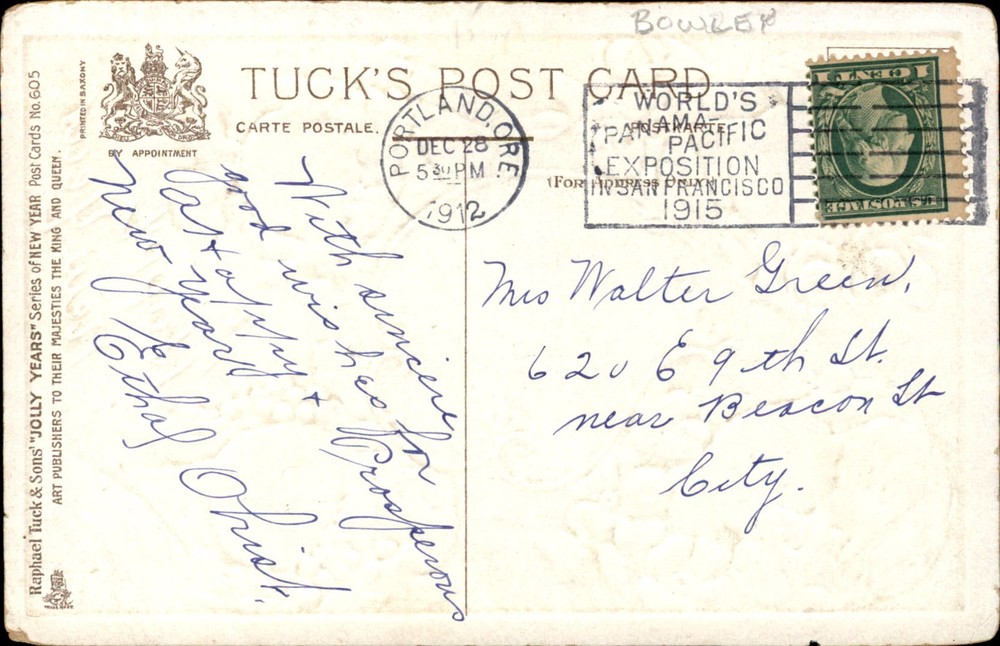 BOWLEY
TUCK'S POST CARD
CARTE POSTALE.
POSTKARTE
(FOR ADDRESS ONLY)
PRINTED IN SAXONY
BY APPOINTMENT
Raphael Tuck & Sons' "JOLLY YEARS" Series of NEW YEAR Post Cards No. 605
ART PUBLISHERS TO THEIR MAJESTIES THE KING AND QUEEN.
PORTLAND, ORE.
DEC 28
5 30 PM
1912
WORLD'S
PANAMA-
PACIFIC
EXPOSITION
IN SAN FRANCISCO
1915
1 CENT 1
U.S. POSTAGE
With sincere
good wishes for
a Happy & Prosperous
New Year
Ethel
Mrs Walter Green,
620 E 9th St.
near Beacon St
City.